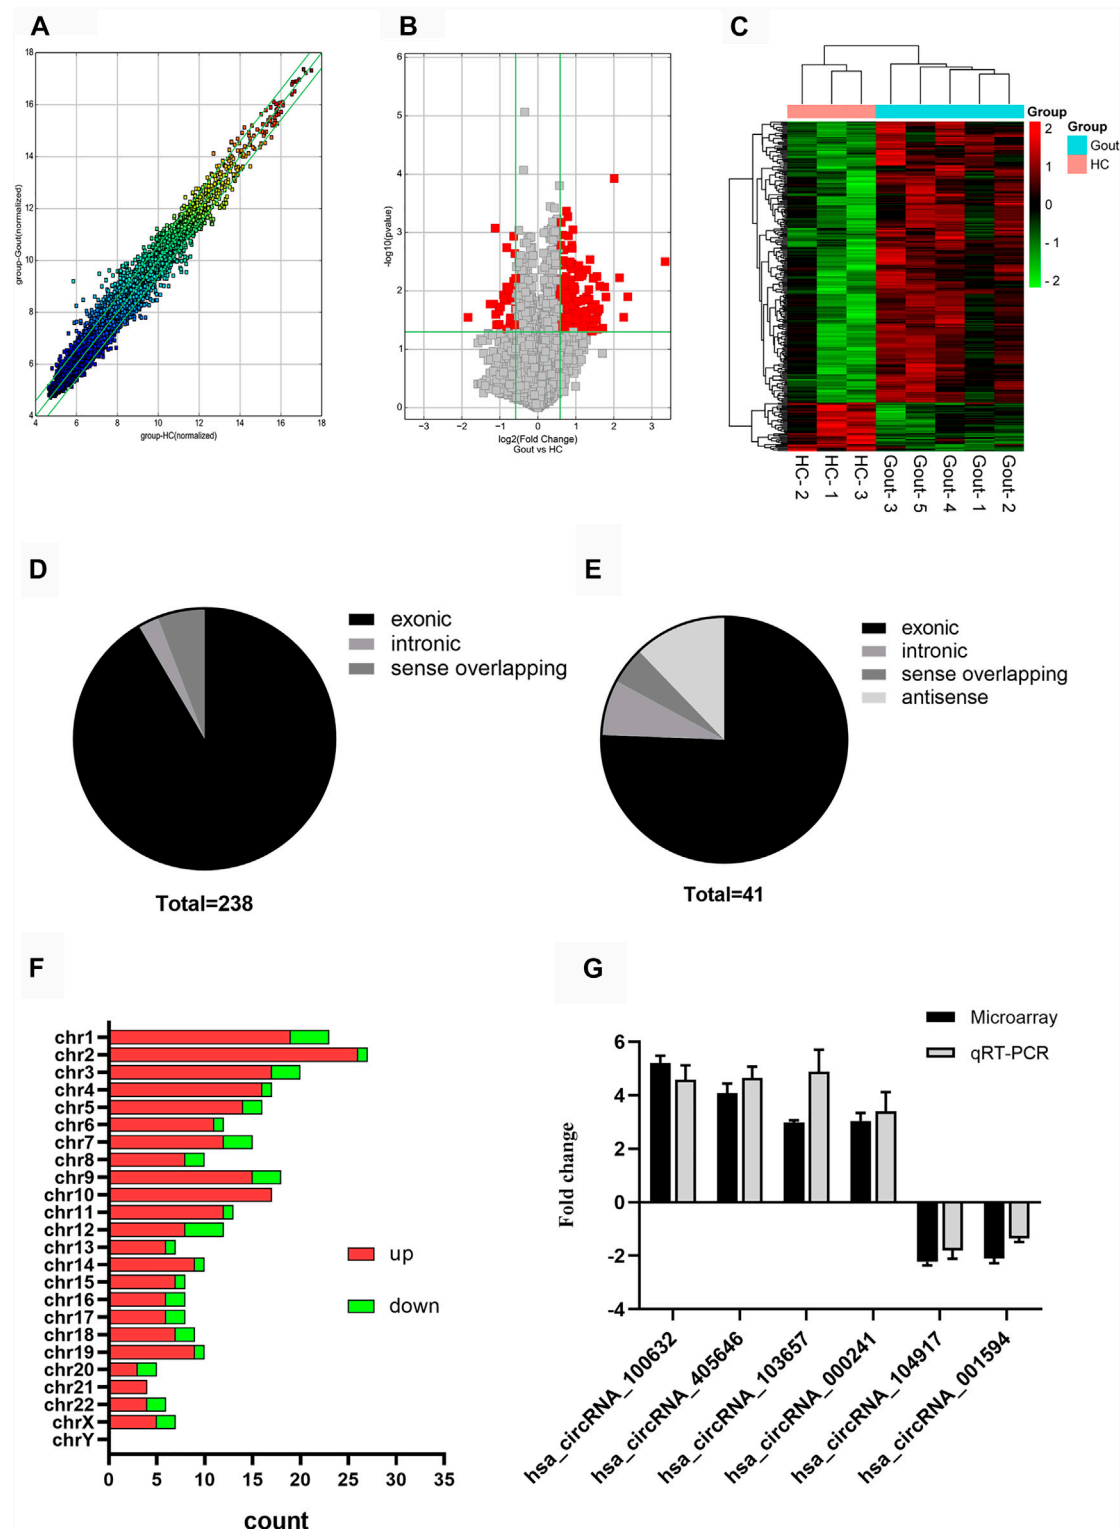 A
18
16
14
12
10
8
6
4
4 6 8 10 12 14 16 18
group-Gout(normalized)
group-HC(normalized)
B
6
5
4
3
2
1
0
−3 −2 −1 0 1 2 3
-log10(pvalue)
log2(Fold Change)
Gout vs HC
C
Group
2
1
0
- 1
- 2
Group
Gout
HC
HC- 2
HC- 1
HC- 3
Gout- 3
Gout- 5
Gout- 4
Gout- 1
Gout- 2
D
exonic
intronic
sense overlapping
Total=238
E
exonic
intronic
sense overlapping
antisense
Total=41
F
chr1
chr2
chr3
chr4
chr5
chr6
chr7
chr8
chr9
chr10
chr11
chr12
chr13
chr14
chr15
chr16
chr17
chr18
chr19
chr20
chr21
chr22
chrX
chrY
0 5 10 15 20 25 30 35
count
up
down
G
Microarray
qRT-PCR
6
4
2
0
-2
-4
Fold change
hsa_circRNA_100632
hsa_circRNA_405646
hsa_circRNA_103657
hsa_circRNA_000241
hsa_circRNA_104917
hsa_circRNA_001594